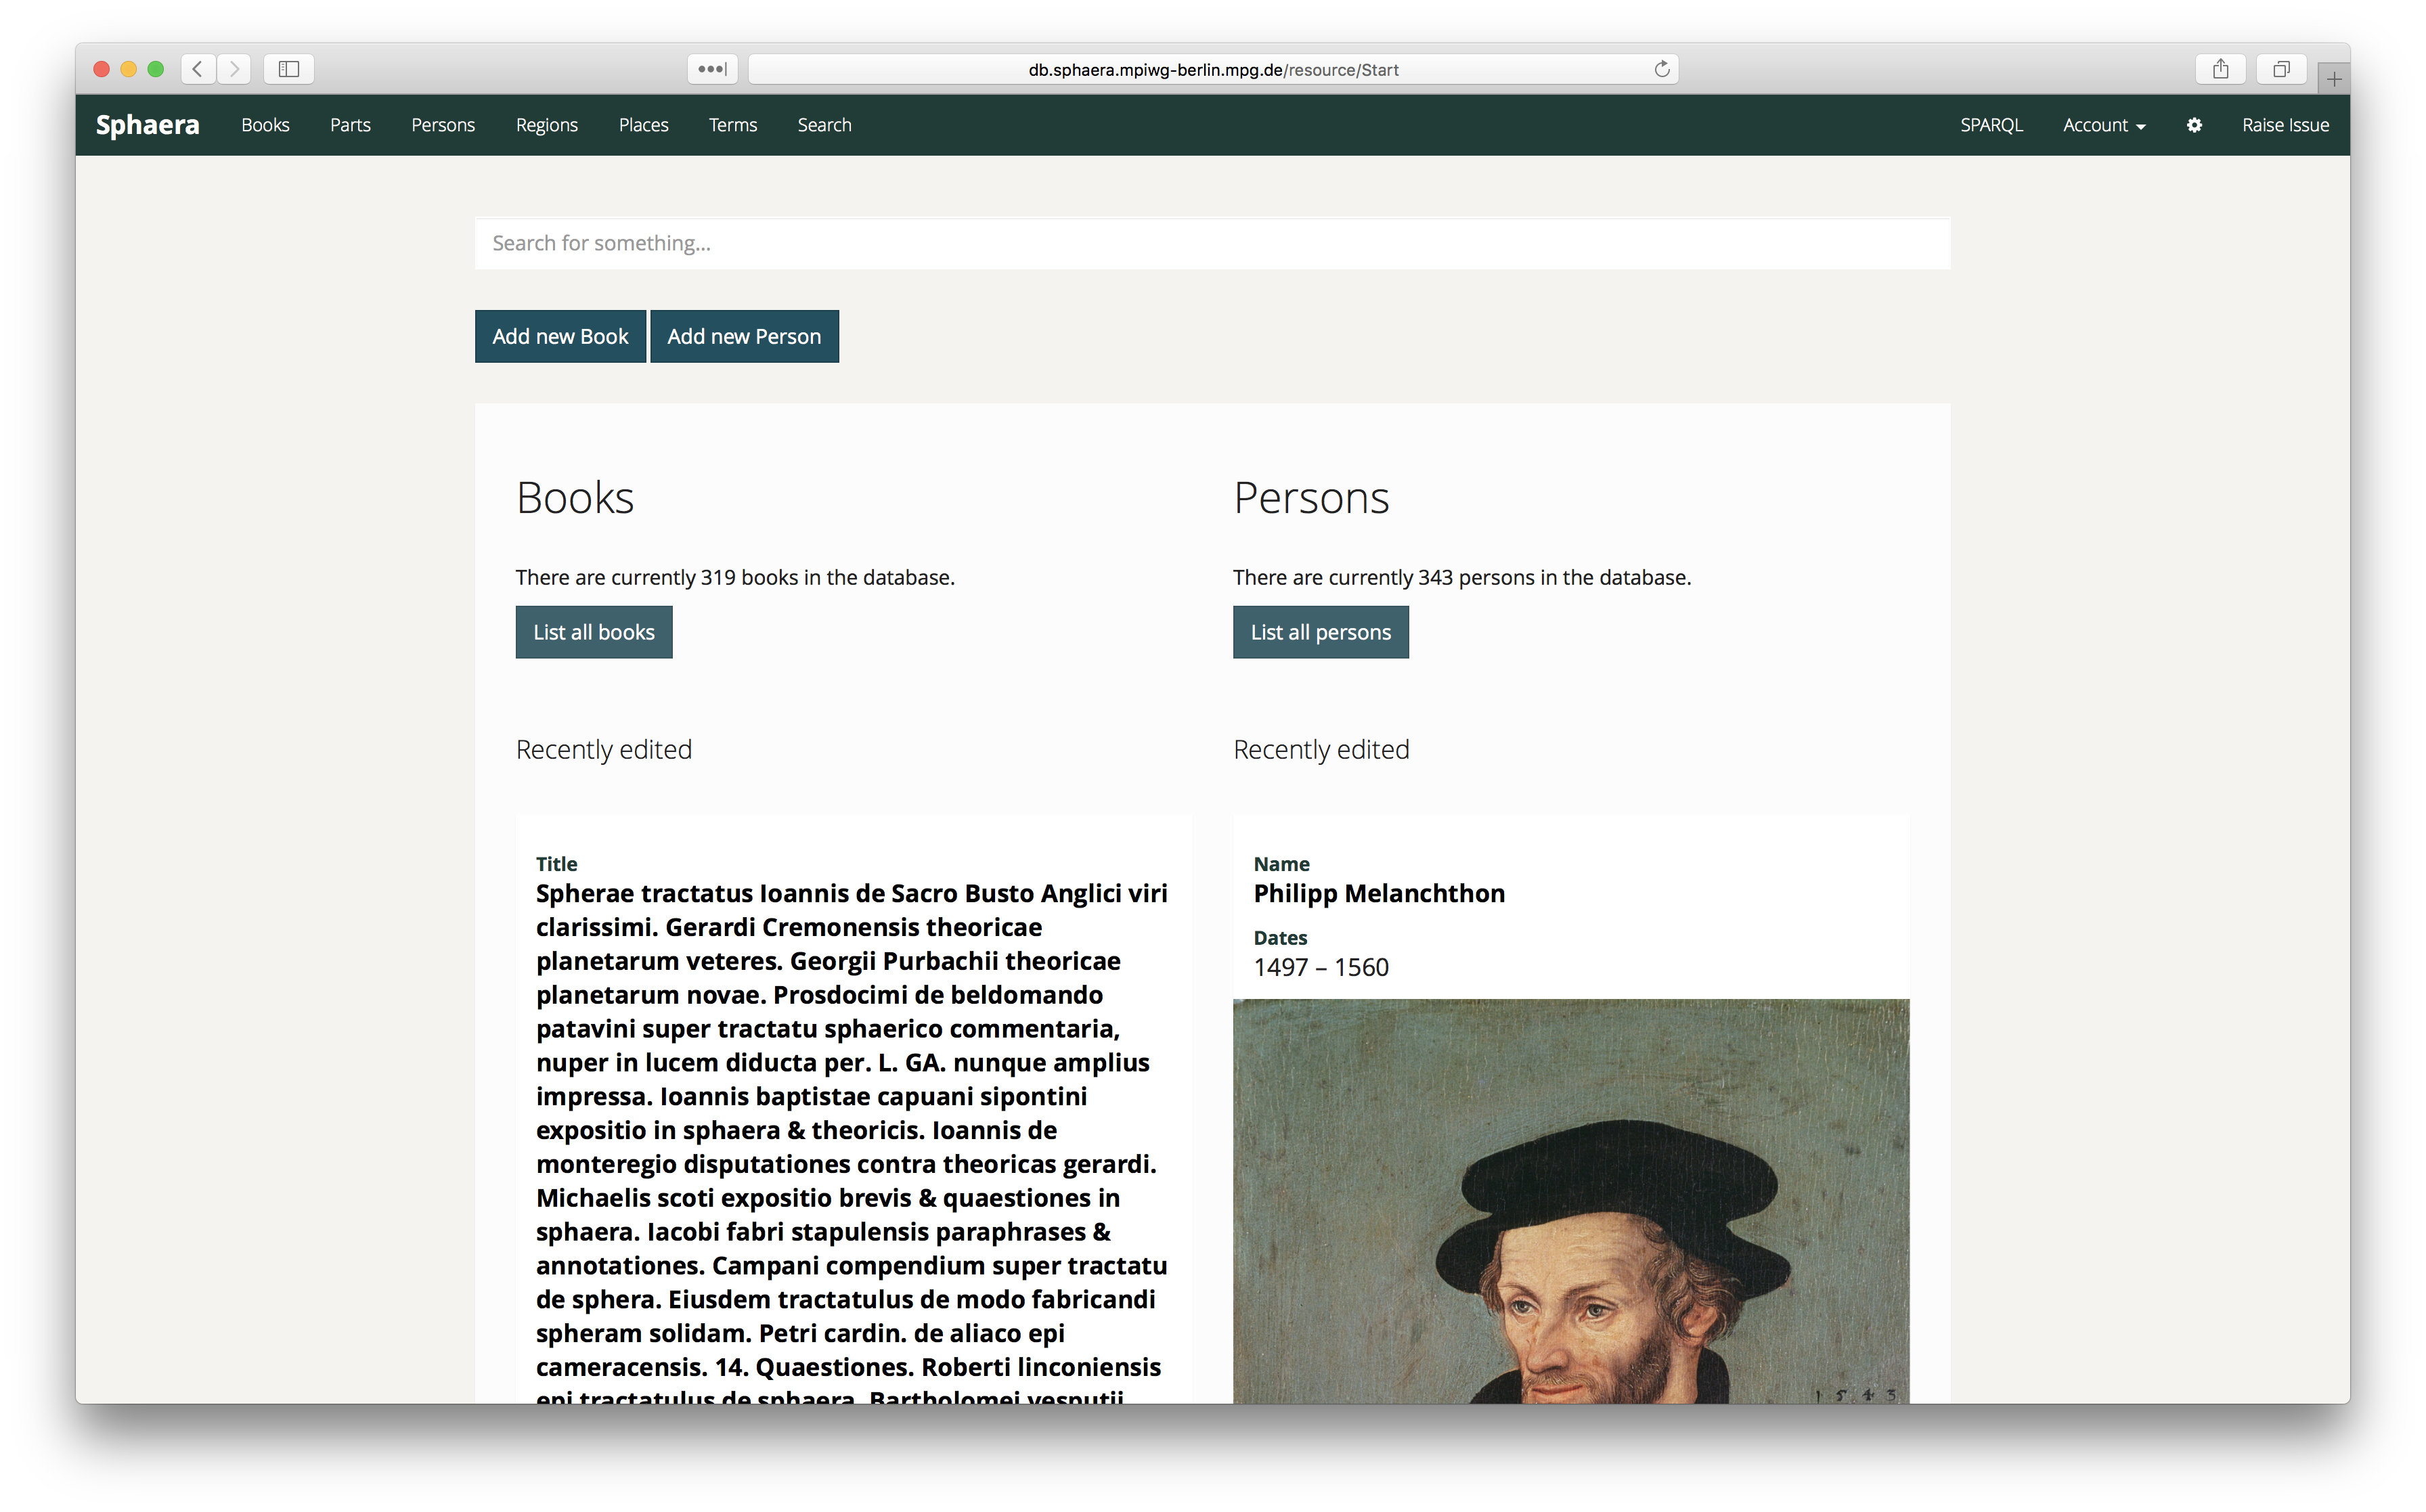 db.sphaera.mpiwg-berlin.mpg.de/resource/Start
Sphaera Books Parts Persons Regions Places Terms Search SPARQL Account Raise Issue
Search for something...
Add new Book Add new Person
Books
There are currently 319 books in the database.
List all books
Recently edited
Title
Spherae tractatus Ioannis de Sacro Busto Anglici viri
clarissimi. Gerardi Cremonensis theoricae
planetarum veteres. Georgii Purbachii theoricae
planetarum novae. Prosdocimi de beldomando
patavini super tractatu sphaerico commentaria,
nuper in lucem diducta per. L. GA. nunque amplius
impressa. Ioannis baptistae capuani sipontini
expositio in sphaera & theoricis. Ioannis de
monteregio disputationes contra theoricas gerardi.
Michaelis scoti expositio brevis & quaestiones in
sphaera. Iacobi fabri stapulensis paraphrases &
annotationes. Campani compendium super tractatu
de sphera. Eiusdem tractatulus de modo fabricandi
spheram solidam. Petri cardin. de aliaco epi
cameracensis. 14. Quaestiones. Roberti linconiensis
epi tractatulus de sphaera. Bartholomei vesputii
Persons
There are currently 343 persons in the database.
List all persons
Recently edited
Name
Philipp Melanchthon
Dates
1497 – 1560
1543